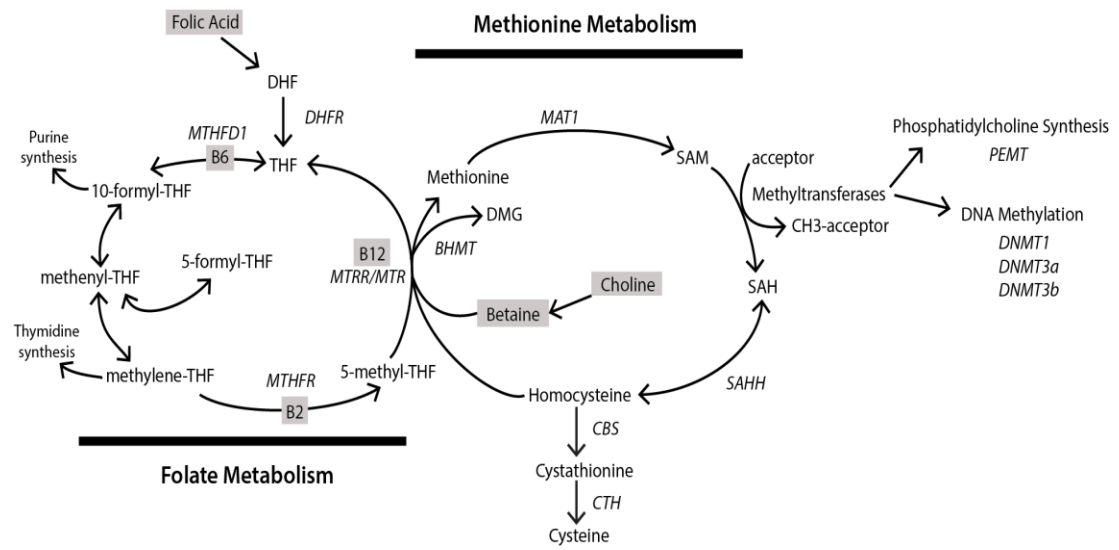 Methionine Metabolism
Folic Acid
DHF
DHFR
MTHFD1
B6
THF
Purine
synthesis
10-formyl-THF
methenyl-THF
5-formyl-THF
Thymidine
synthesis
methylene-THF
MTHFR
B2
5-methyl-THF
Folate Metabolism
B12
MTRR/MTR
Methionine
DMG
BHMT
Betaine
Choline
MAT1
SAM
acceptor
Methyltransferases
CH3-acceptor
SAH
SAHH
Homocysteine
CBS
Cystathionine
CTH
Cysteine
Phosphatidylcholine Synthesis
PEMT
DNA Methylation
DNMT1
DNMT3a
DNMT3b